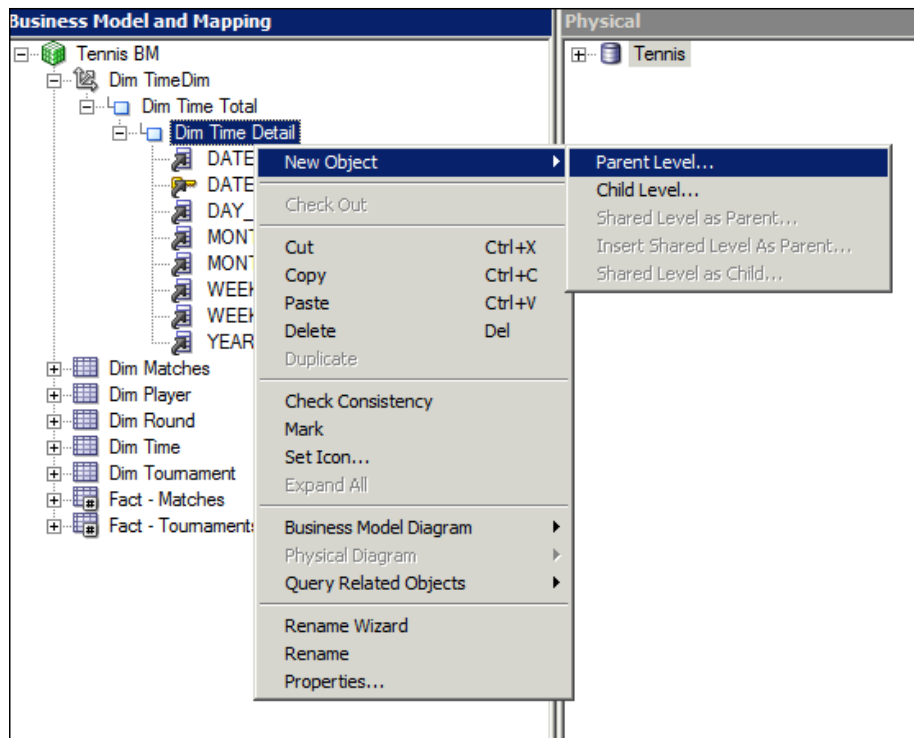 Business Model and Mapping
Tennis BM
Dim TimeDim
Dim Time Total
Dim Time Detail
DATE
DATE
DAY_
MONT
MONT
WEEK
WEEK
YEAR
Dim Matches
Dim Player
Dim Round
Dim Time
Dim Tournament
Fact - Matches
Fact - Tournaments
New Object
Check Out
Cut Ctrl+X
Copy Ctrl+C
Paste Ctrl+V
Delete Del
Duplicate
Check Consistency
Mark
Set Icon...
Expand All
Business Model Diagram
Physical Diagram
Query Related Objects
Rename Wizard
Rename
Properties...
Physical
Tennis
Parent Level...
Child Level...
Shared Level as Parent...
Insert Shared Level As Parent...
Shared Level as Child...